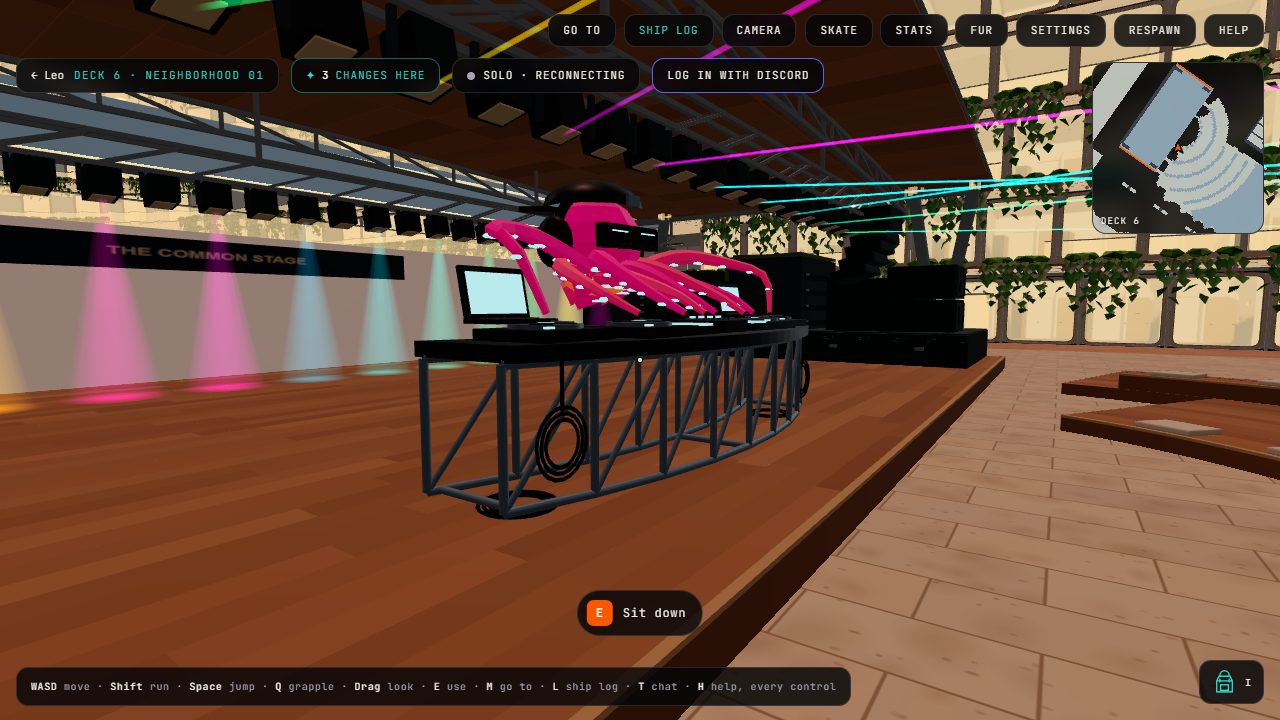 GO TO
SHIP LOG
CAMERA
SKATE
STATS
FUR
SETTINGS
RESPAWN
HELP
← Leo DECK 6 · NEIGHBORHOOD 01
✦ 3 CHANGES HERE
SOLO · RECONNECTING
LOG IN WITH DISCORD
DECK 6
THE COMMON STAGE
E Sit down
WASD move · Shift run · Space jump · Q grapple · Drag look · E use · M go to · L ship log · T chat · H help, every control
I